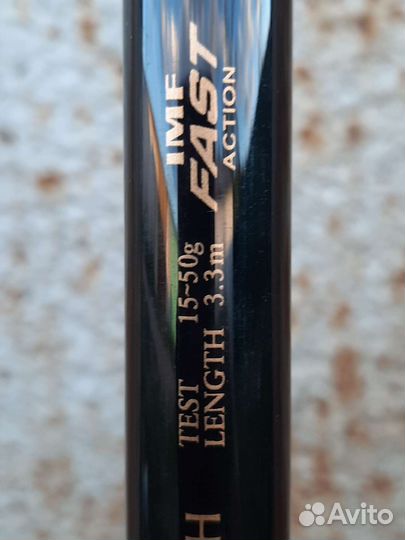 IMF
FAST
ACTION
TEST 15~50g
LENGTH 3.3m
H
Avito